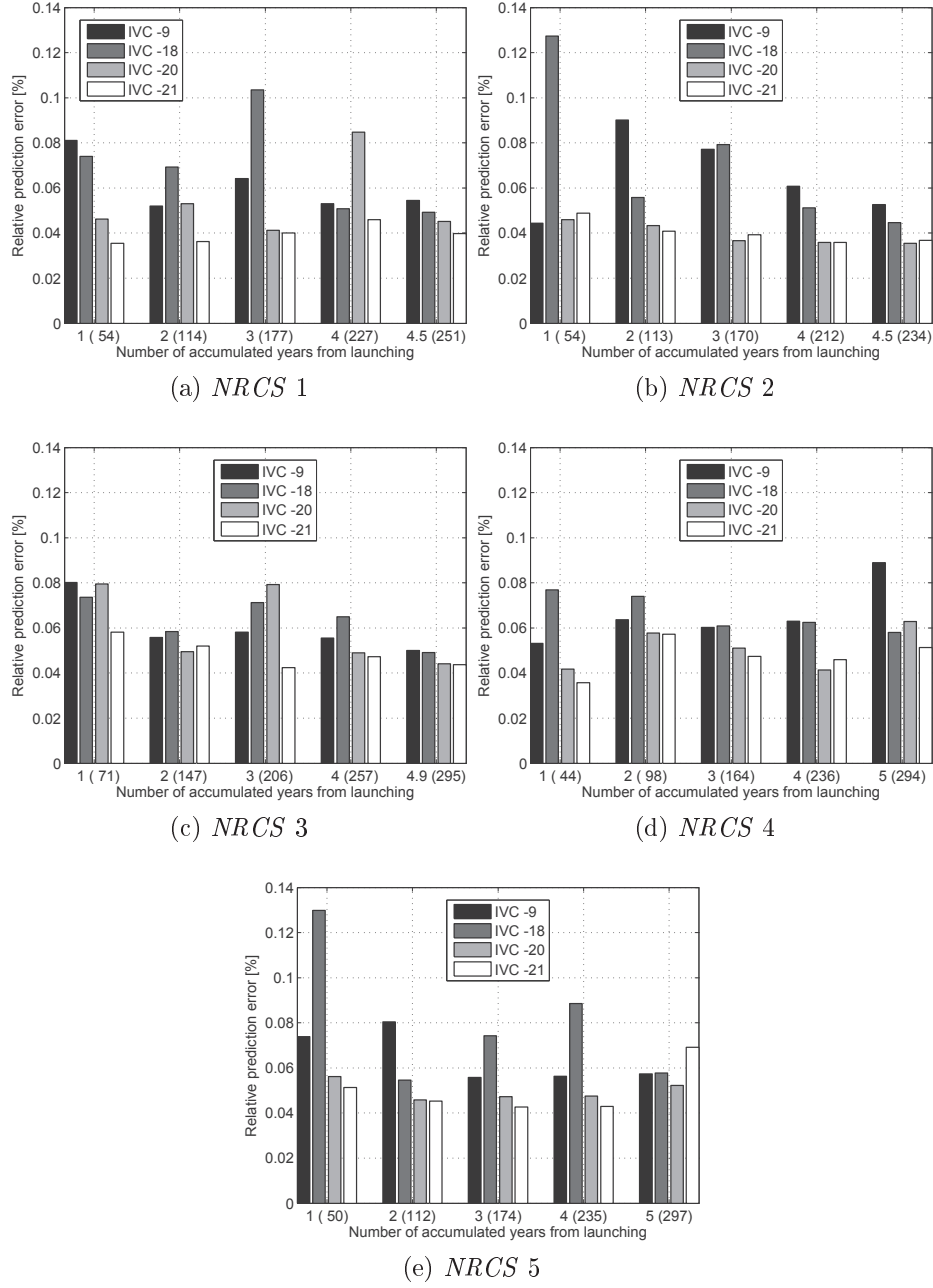 0.14
0.12
0.1
0.08
0.06
0.04
0.02
0
Relative prediction error [%]
IVC -9
IVC -18
IVC -20
IVC -21
1 ( 54) 2 (114) 3 (177) 4 (227) 4.5 (251)
Number of accumulated years from launching
(a) NRCS 1
0.14
0.12
0.1
0.08
0.06
0.04
0.02
0
Relative prediction error [%]
IVC -9
IVC -18
IVC -20
IVC -21
1 ( 54) 2 (113) 3 (170) 4 (212) 4.5 (234)
Number of accumulated years from launching
(b) NRCS 2
0.14
0.12
0.1
0.08
0.06
0.04
0.02
0
Relative prediction error [%]
IVC -9
IVC -18
IVC -20
IVC -21
1 ( 71) 2 (147) 3 (206) 4 (257) 4.9 (295)
Number of accumulated years from launching
(c) NRCS 3
0.14
0.12
0.1
0.08
0.06
0.04
0.02
0
Relative prediction error [%]
IVC -9
IVC -18
IVC -20
IVC -21
1 ( 44) 2 ( 98) 3 (164) 4 (236) 5 (294)
Number of accumulated years from launching
(d) NRCS 4
0.14
0.12
0.1
0.08
0.06
0.04
0.02
0
Relative prediction error [%]
IVC -9
IVC -18
IVC -20
IVC -21
1 ( 50) 2 (112) 3 (174) 4 (235) 5 (297)
Number of accumulated years from launching
(e) NRCS 5